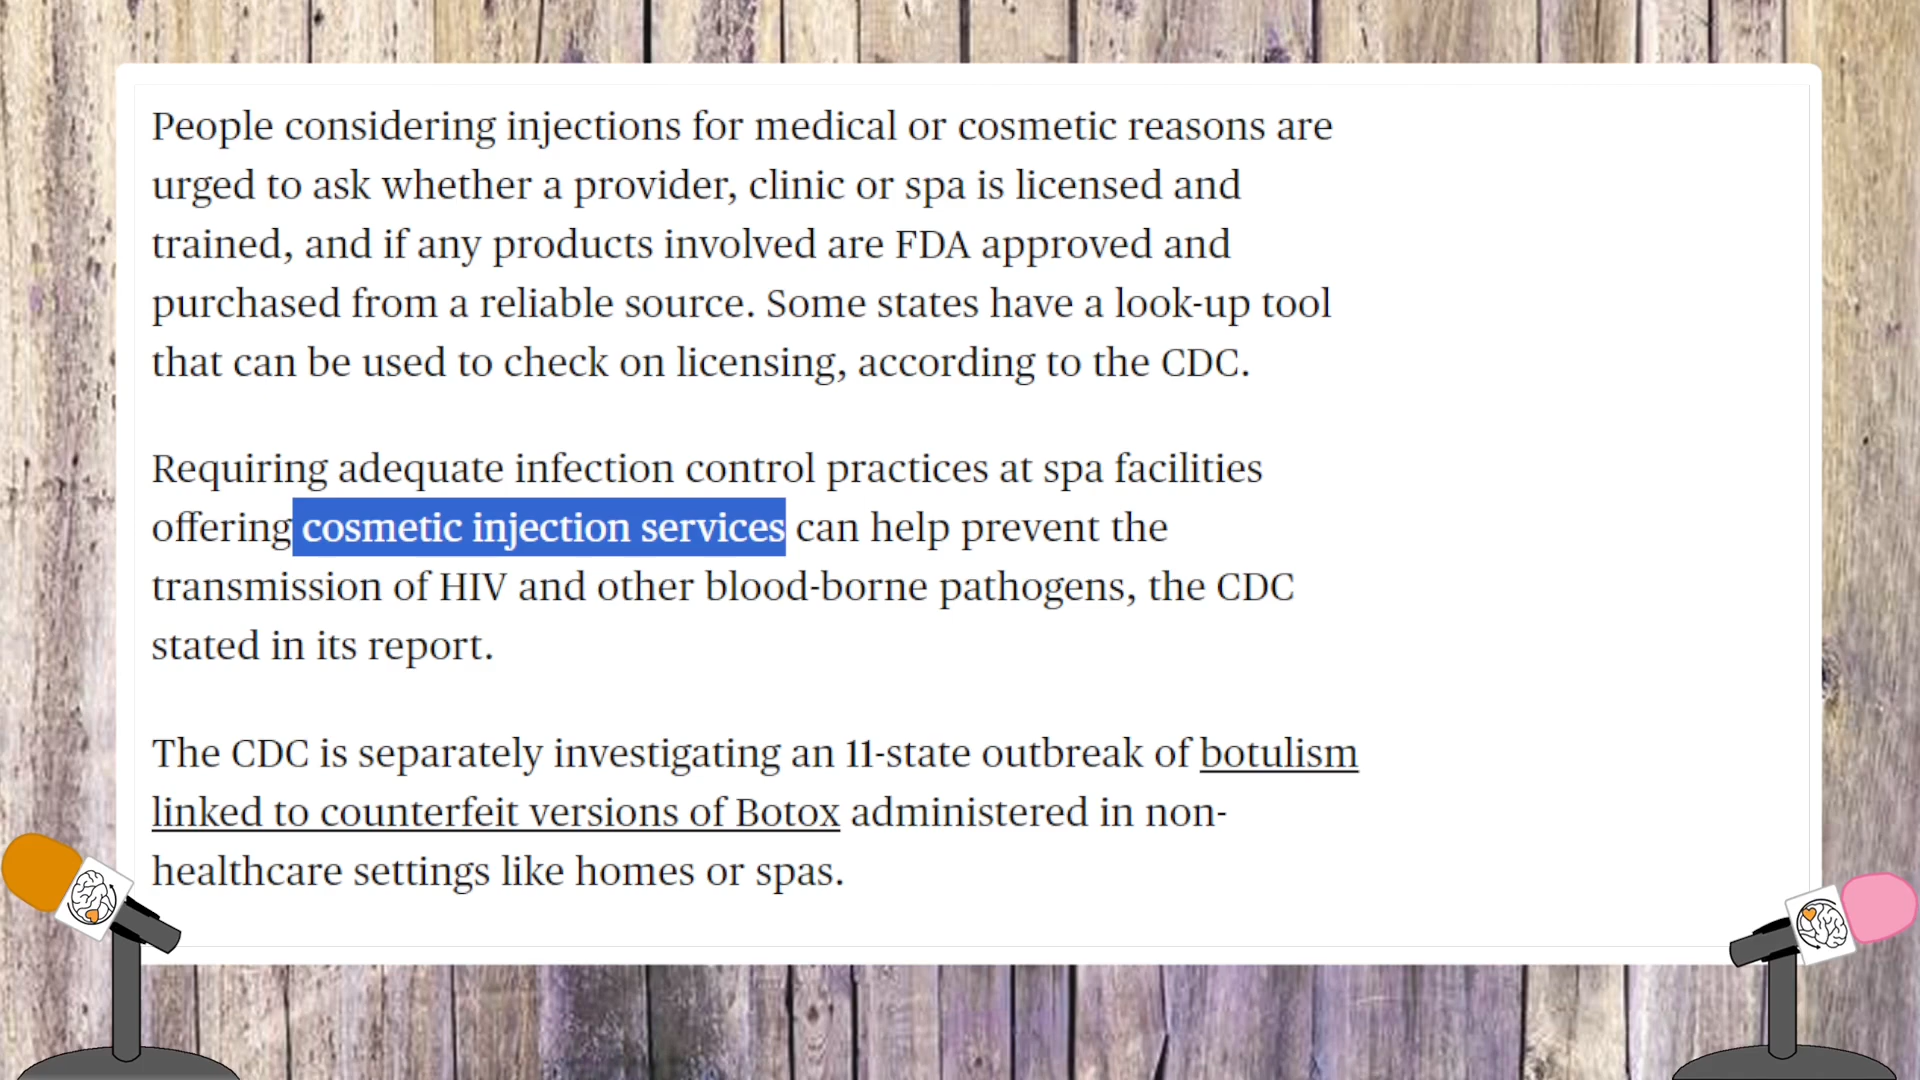 People considering injections for medical or cosmetic reasons are
urged to ask whether a provider, clinic or spa is licensed and
trained, and if any products involved are FDA approved and
purchased from a reliable source. Some states have a look-up tool
that can be used to check on licensing, according to the CDC.
Requiring adequate infection control practices at spa facilities
offering cosmetic injection services can help prevent the
transmission of HIV and other blood-borne pathogens, the CDC
stated in its report.
The CDC is separately investigating an 11-state outbreak of botulism
linked to counterfeit versions of Botox administered in non-
healthcare settings like homes or spas.